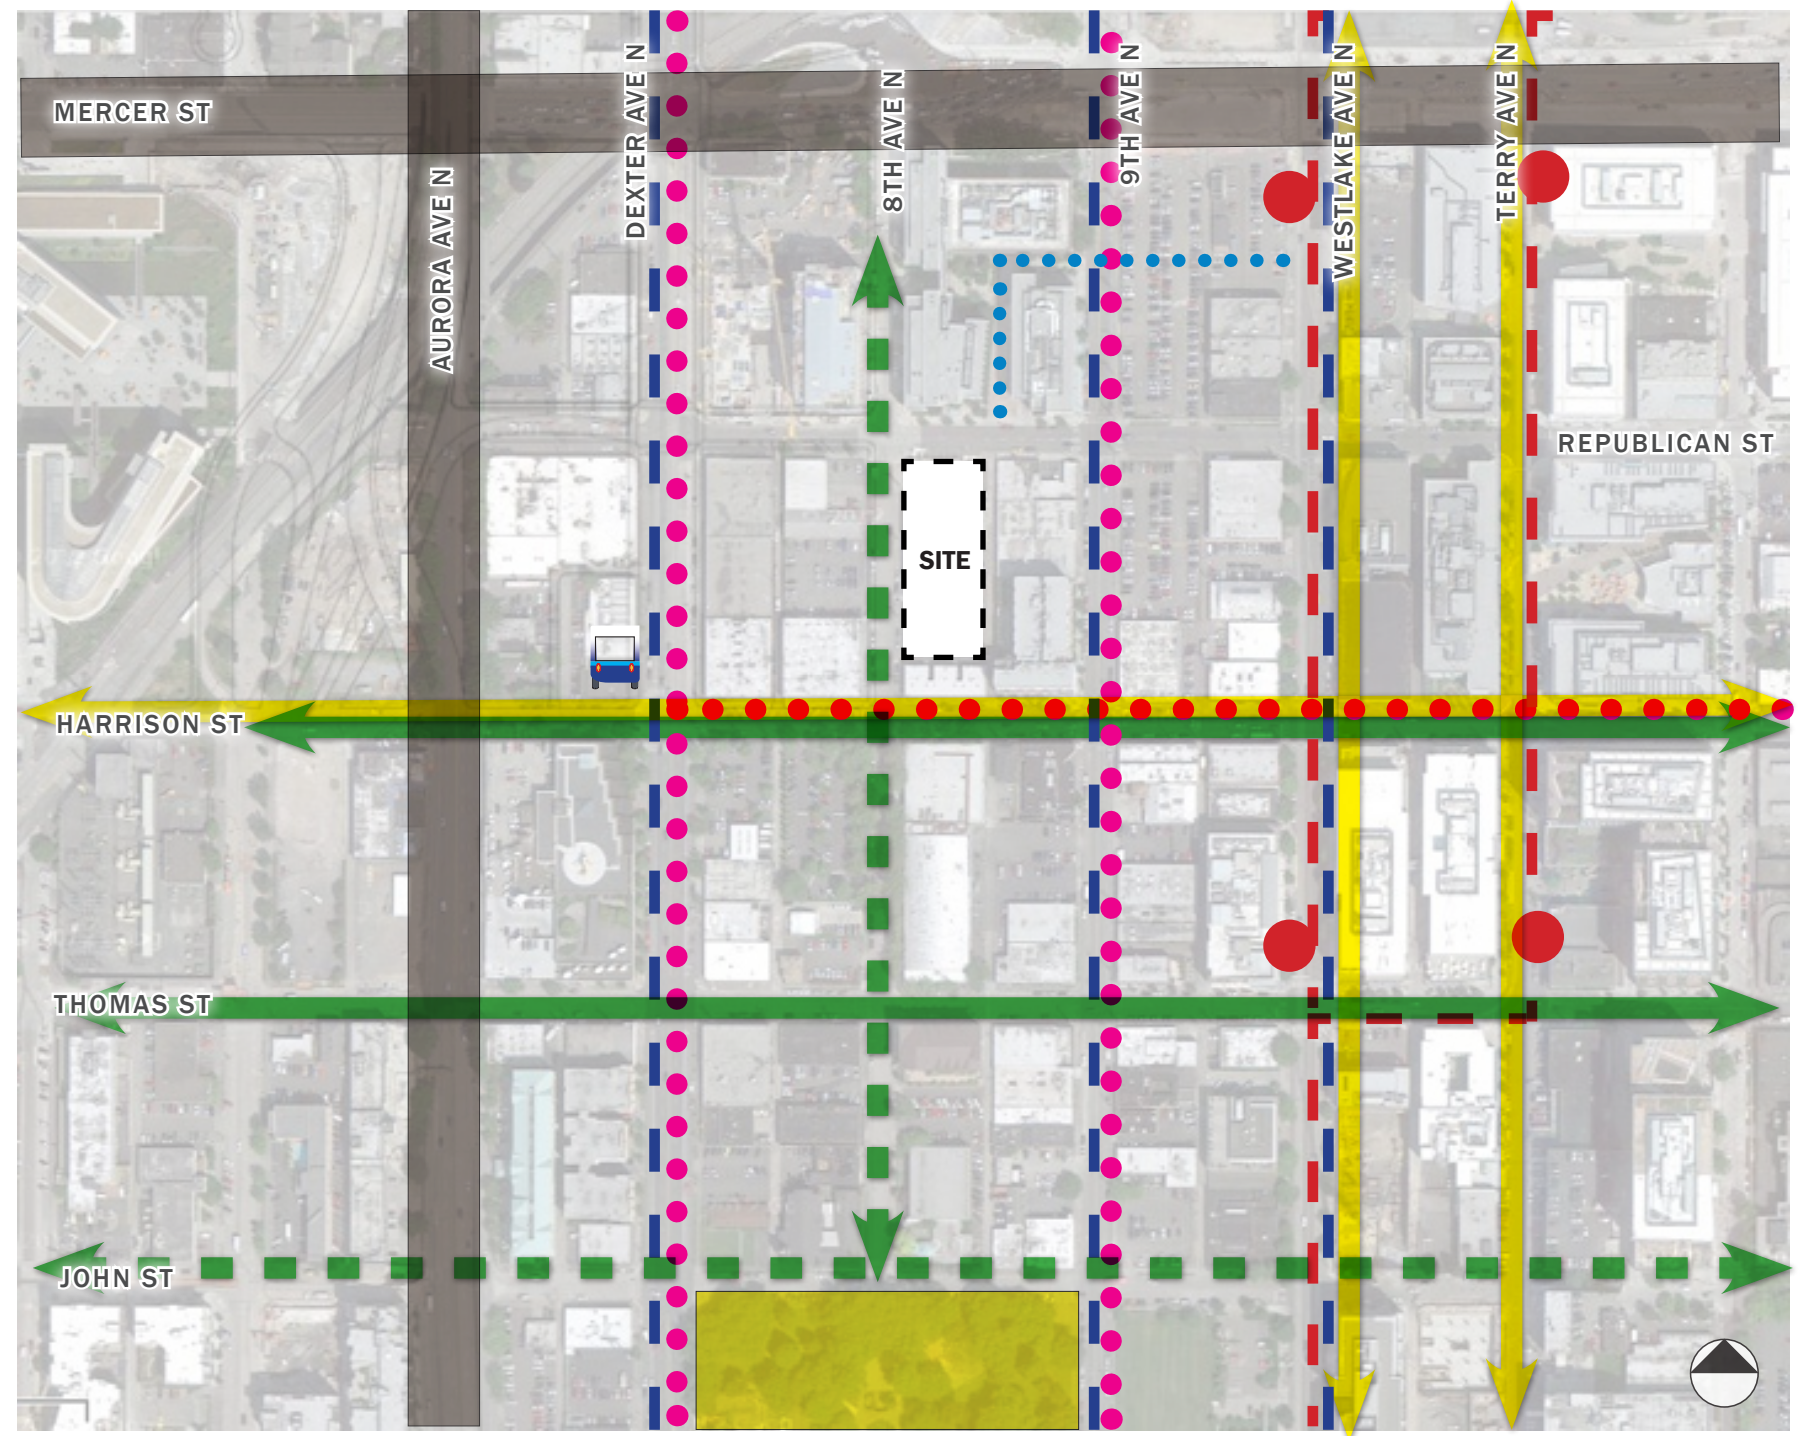 MERCER ST
AURORA AVE N
DEXTER AVE N
8TH AVE N
9TH AVE N
WESTLAKE AVE N
TERRY AVE N
REPUBLICAN ST
SITE
HARRISON ST
THOMAS ST
JOHN ST